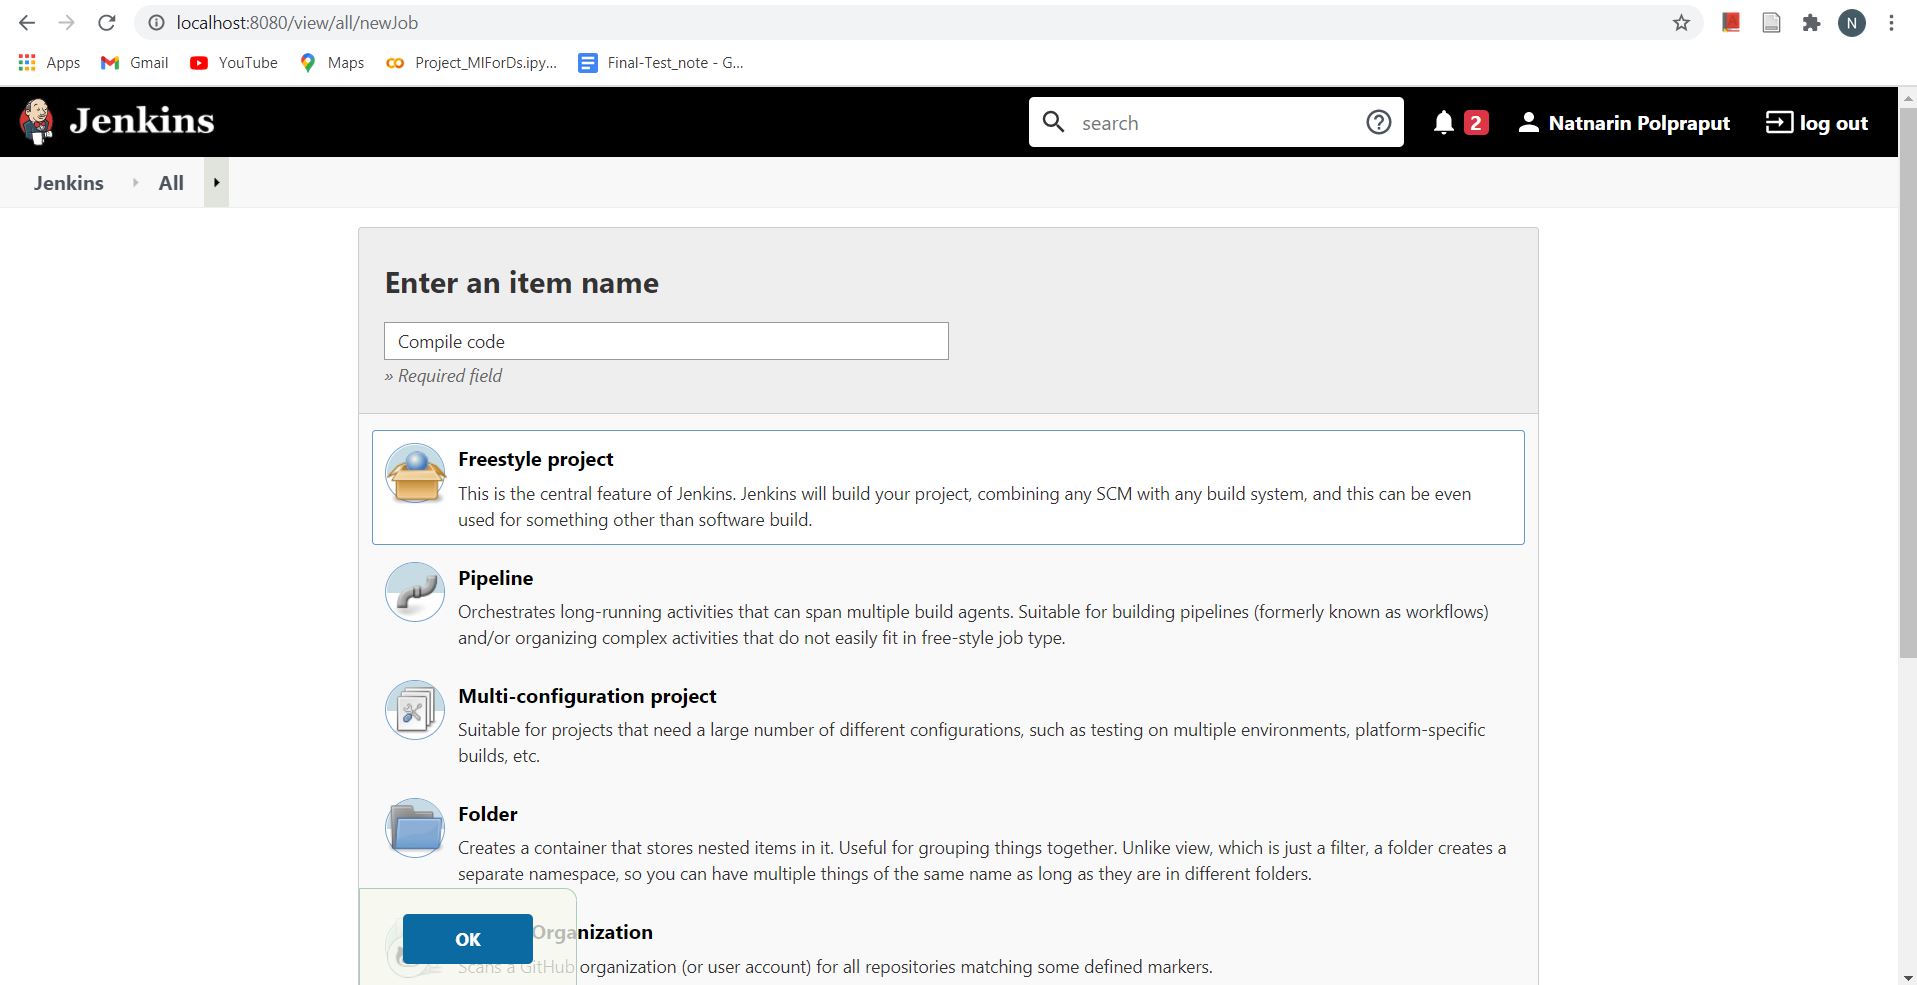 localhost:8080/view/all/newJob
N
Apps Gmail YouTube Maps Project_MlForDs.ipy... Final-Test_note - G...
Jenkins search 2 Natnarin Polpraput log out
Jenkins All
Enter an item name
Compile code
» Required field
Freestyle project
This is the central feature of Jenkins. Jenkins will build your project, combining any SCM with any build system, and this can be even
used for something other than software build.
Pipeline
Orchestrates long-running activities that can span multiple build agents. Suitable for building pipelines (formerly known as workflows)
and/or organizing complex activities that do not easily fit in free-style job type.
Multi-configuration project
Suitable for projects that need a large number of different configurations, such as testing on multiple environments, platform-specific
builds, etc.
Folder
Creates a container that stores nested items in it. Useful for grouping things together. Unlike view, which is just a filter, a folder creates a
separate namespace, so you can have multiple things of the same name as long as they are in different folders.
OK Organization
Scans a GitHub organization (or user account) for all repositories matching some defined markers.